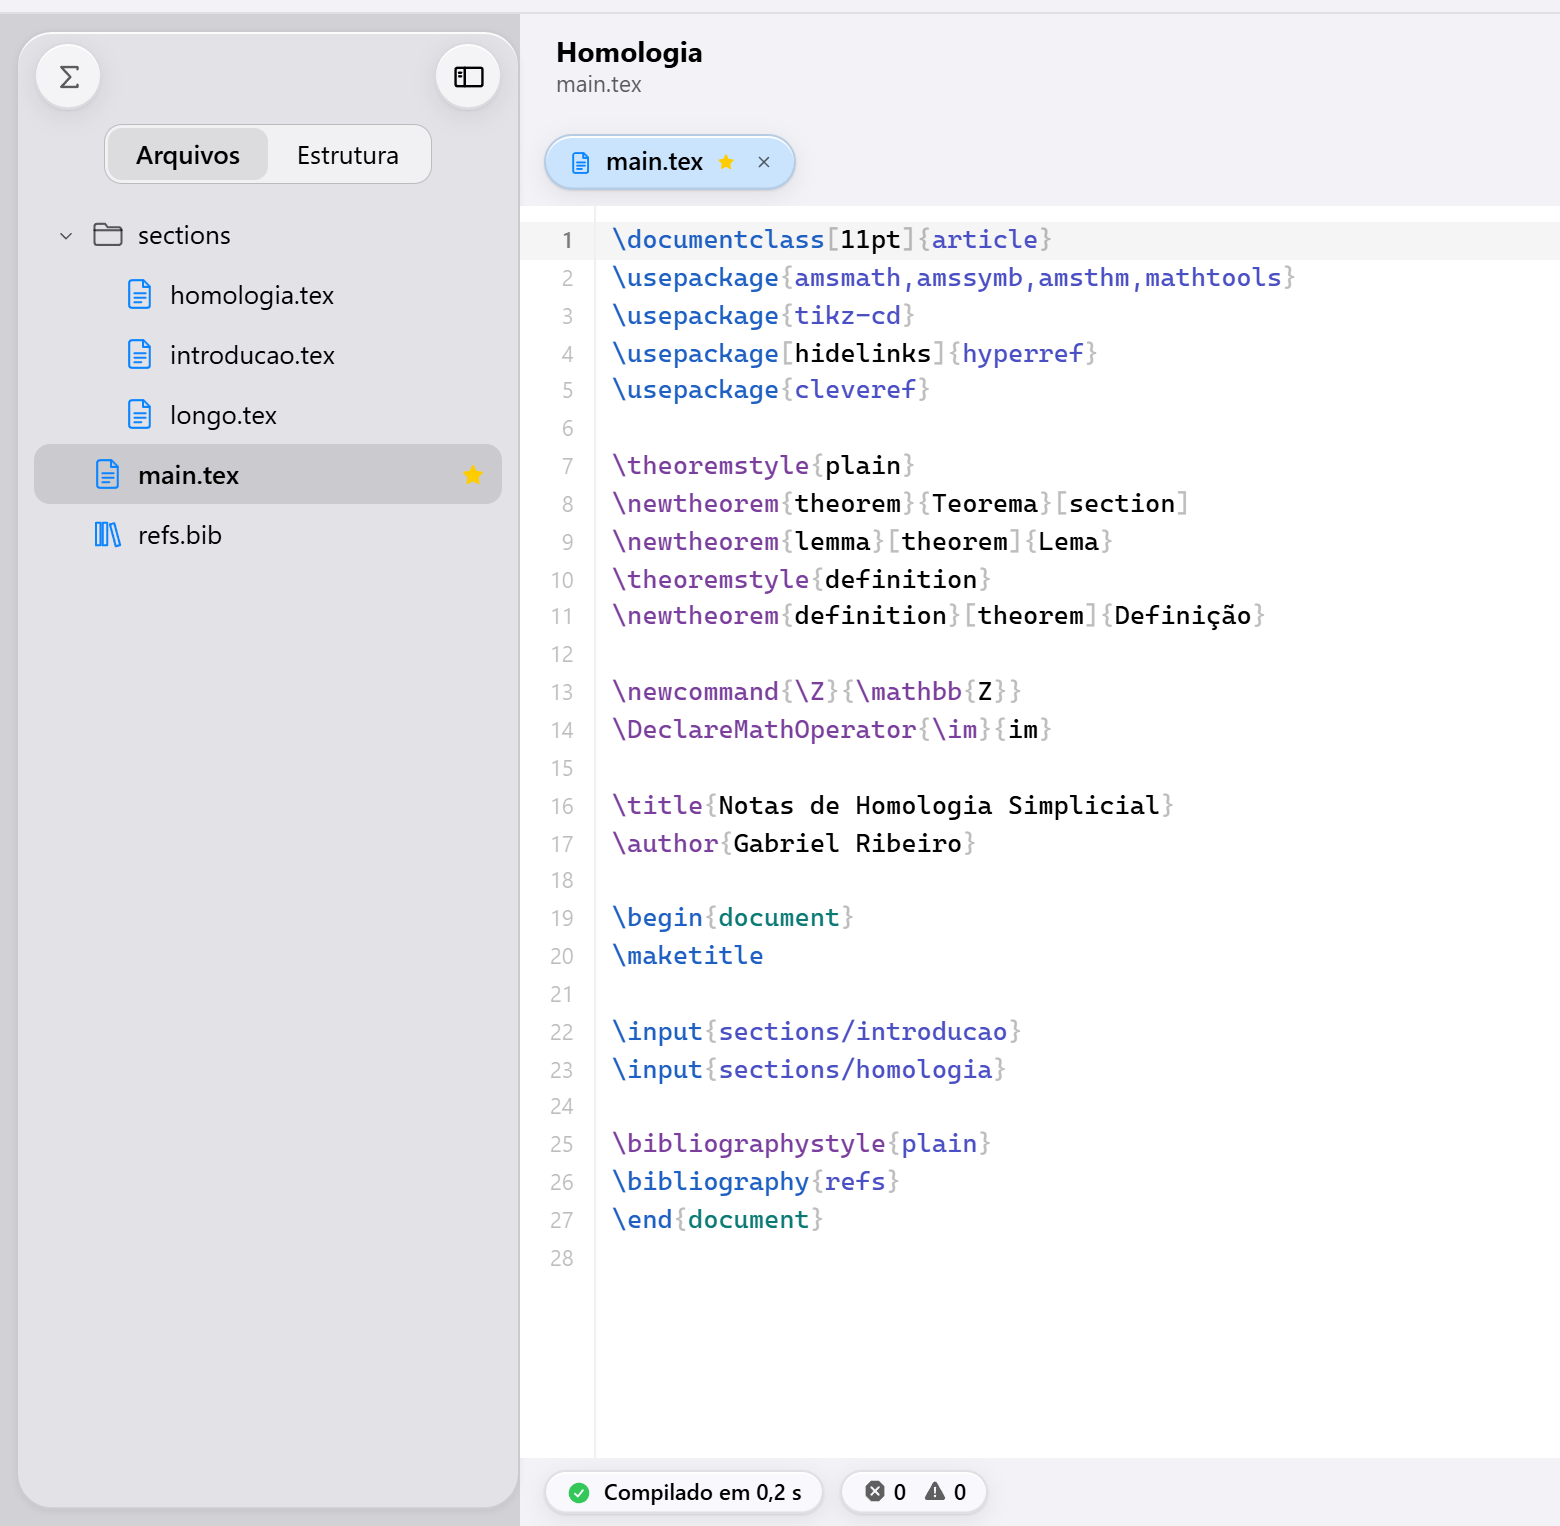 Σ
Arquivos
Estrutura
sections
homologia.tex
introducao.tex
longo.tex
main.tex
refs.bib
Homologia
main.tex
main.tex
1 \documentclass[11pt]{article}
2 \usepackage{amsmath,amssymb,amsthm,mathtools}
3 \usepackage{tikz-cd}
4 \usepackage[hidelinks]{hyperref}
5 \usepackage{cleveref}
6
7 \theoremstyle{plain}
8 \newtheorem{theorem}{Teorema}[section]
9 \newtheorem{lemma}[theorem]{Lema}
10 \theoremstyle{definition}
11 \newtheorem{definition}[theorem]{Definição}
12
13 \newcommand{\Z}{\mathbb{Z}}
14 \DeclareMathOperator{\im}{im}
15
16 \title{Notas de Homologia Simplicial}
17 \author{Gabriel Ribeiro}
18
19 \begin{document}
20 \maketitle
21
22 \input{sections/introducao}
23 \input{sections/homologia}
24
25 \bibliographystyle{plain}
26 \bibliography{refs}
27 \end{document}
28
Compilado em 0,2 s
0 0